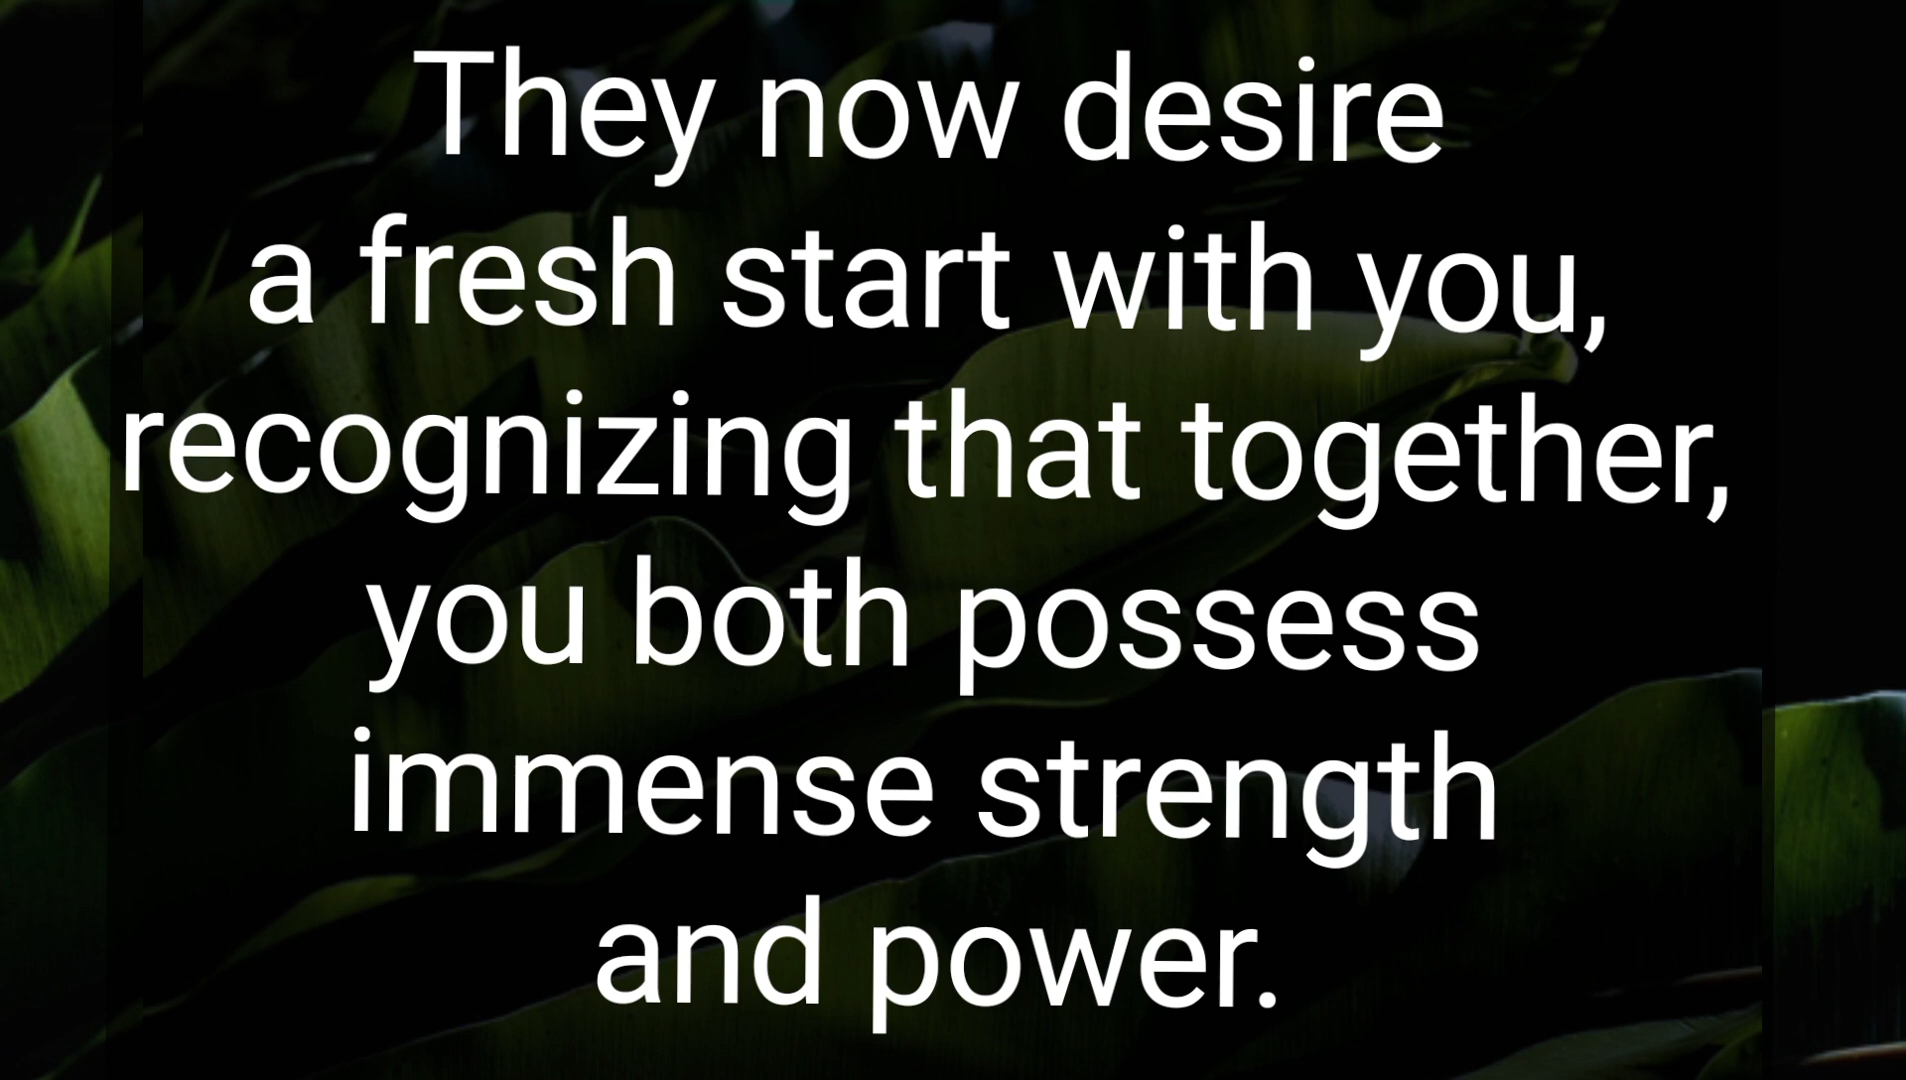 They now desire
a fresh start with you,
recognizing that together,
you both possess
immense strength
and power.